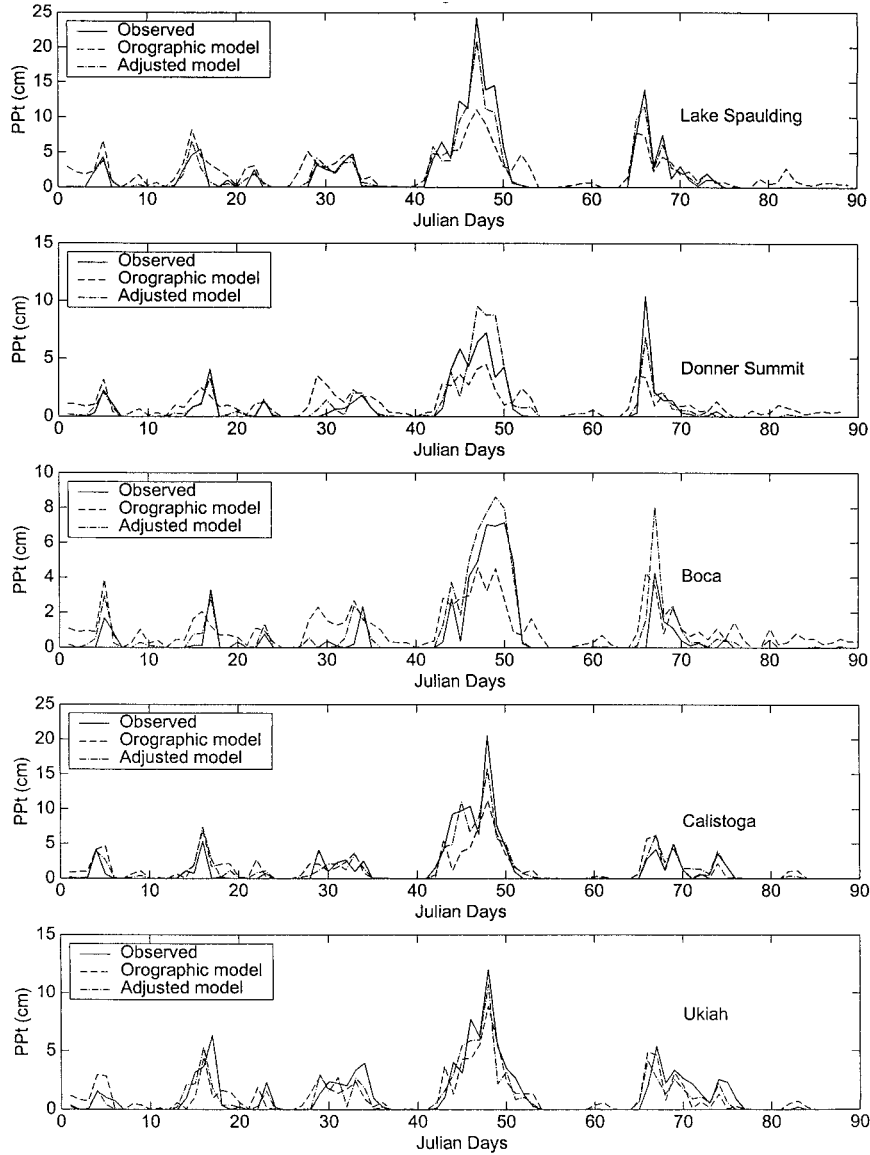 25
20
15
10
5
0
PPt (cm)
Observed
Orographic model
Adjusted model
Lake Spaulding
0 10 20 30 40 50 60 70 80 90
Julian Days
15
10
5
0
PPt (cm)
Observed
Orographic model
Adjusted model
Donner Summit
0 10 20 30 40 50 60 70 80 90
Julian Days
10
8
6
4
2
0
PPt (cm)
Observed
Orographic model
Adjusted model
Boca
0 10 20 30 40 50 60 70 80 90
Julian Days
25
20
15
10
5
0
PPt (cm)
Observed
Orographic model
Adjusted model
Calistoga
0 10 20 30 40 50 60 70 80 90
Julian Days
15
10
5
0
PPt (cm)
Observed
Orographic model
Adjusted model
Ukiah
0 10 20 30 40 50 60 70 80 90
Julian Days